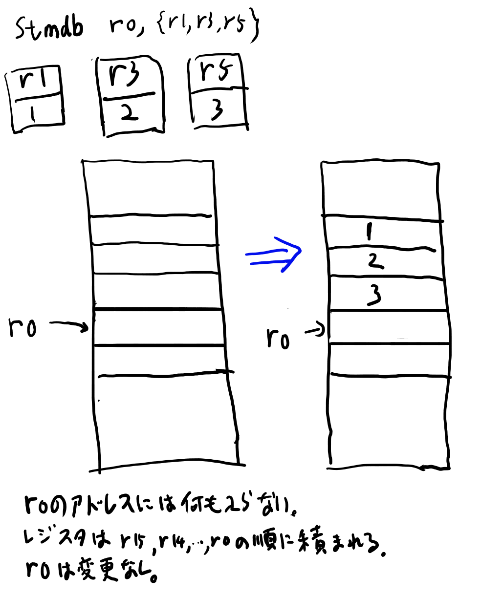 stmdb r0, {r1,r3,r5}
r1 r3 r5
1 2 3
1
2
3
r0 r0
r0のアドレスには何も入らない。
レジスタは r15, r14, …, r0の順に積まれる。
r0は変更なし。